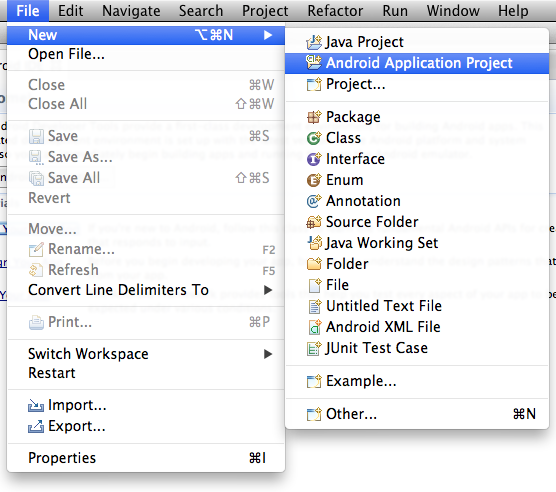 File Edit Navigate Search Project Refactor Run Window Help
New ⌥⌘N ▶
Open File...
Close ⌘W
Close All ⇧⌘W
Save ⌘S
Save As...
Save All ⇧⌘S
Revert
Move...
Rename... F2
Refresh F5
Convert Line Delimiters To ▶
Print... ⌘P
Switch Workspace ▶
Restart
Import...
Export...
Properties ⌘I
Java Project
Android Application Project
Project...
Package
Class
Interface
Enum
Annotation
Source Folder
Java Working Set
Folder
File
Untitled Text File
Android XML File
JUnit Test Case
Example...
Other... ⌘N